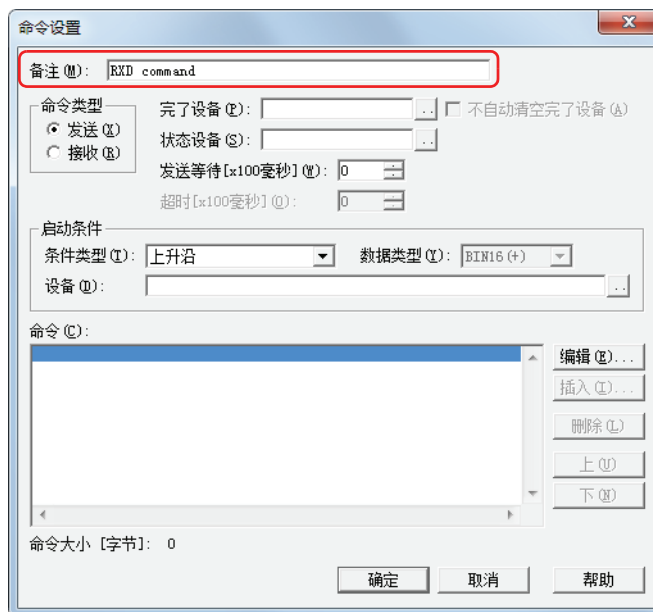 命令设置
备注(M): RXD command
命令类型
发送(X)
接收(R)
完了设备(P): .. 不自动清空完了设备(A)
状态设备(S): ..
发送等待[x100毫秒](W): 0
超时[x100毫秒](O): 0
启动条件
条件类型(T): 上升沿 数据类型(Y): BIN16(+)
设备(D): ..
命令(C):
编辑(E)...
插入(I)...
删除(L)
上(U)
下(N)
命令大小 [字节]: 0
确定 取消 帮助